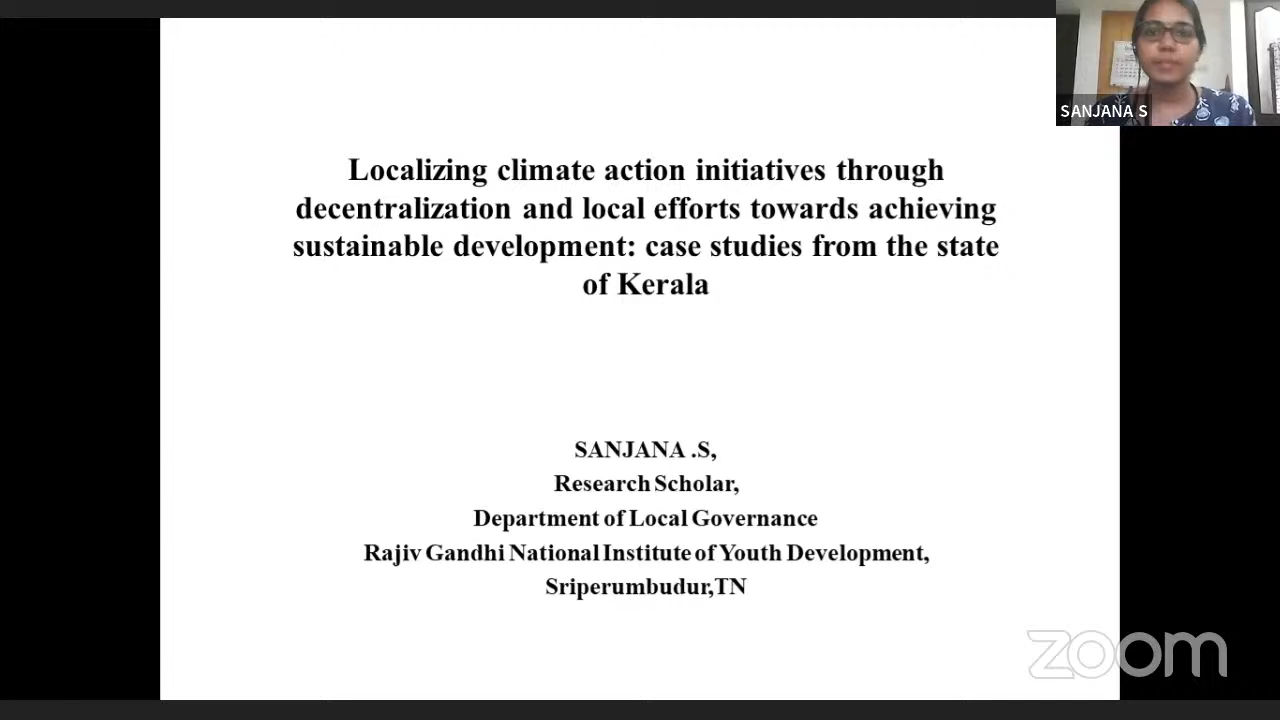 SANJANA S
Localizing climate action initiatives through
decentralization and local efforts towards achieving
sustainable development: case studies from the state
of Kerala
SANJANA .S,
Research Scholar,
Department of Local Governance
Rajiv Gandhi National Institute of Youth Development,
Sriperumbudur,TN
zoom